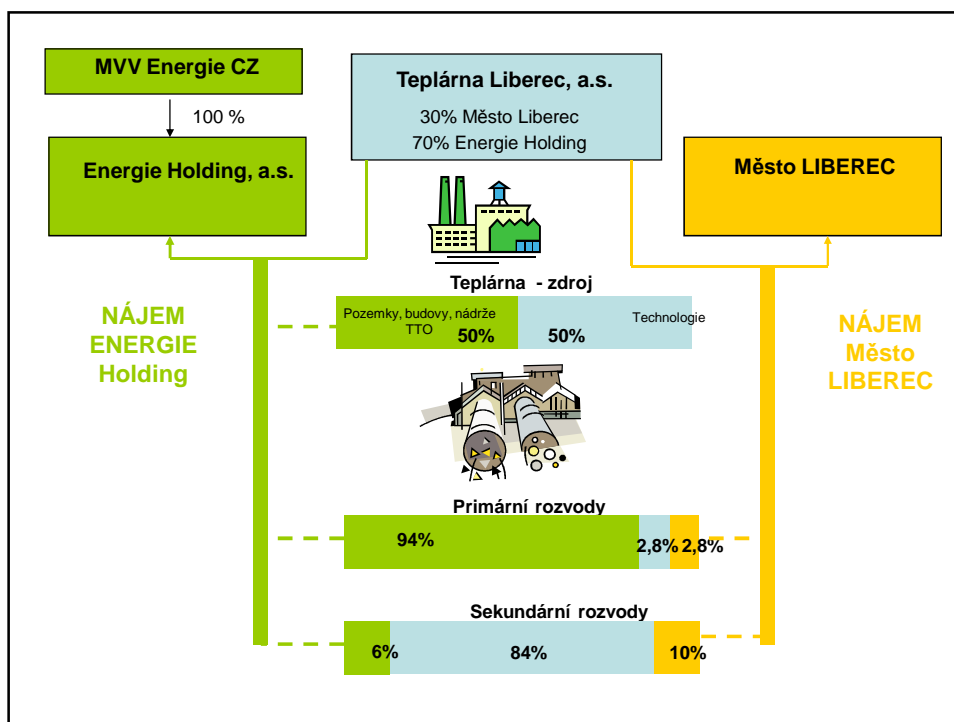 MVV Energie CZ
100 %
Energie Holding, a.s.
Teplárna Liberec, a.s.
30% Město Liberec
70% Energie Holding
Město LIBEREC
Teplárna - zdroj
Pozemky, budovy, nádrže
TTO
50%
50%
Technologie
NÁJEM
ENERGIE
Holding
NÁJEM
Město
LIBEREC
Primární rozvody
94%
2,8%
2,8%
Sekundární rozvody
6%
84%
10%